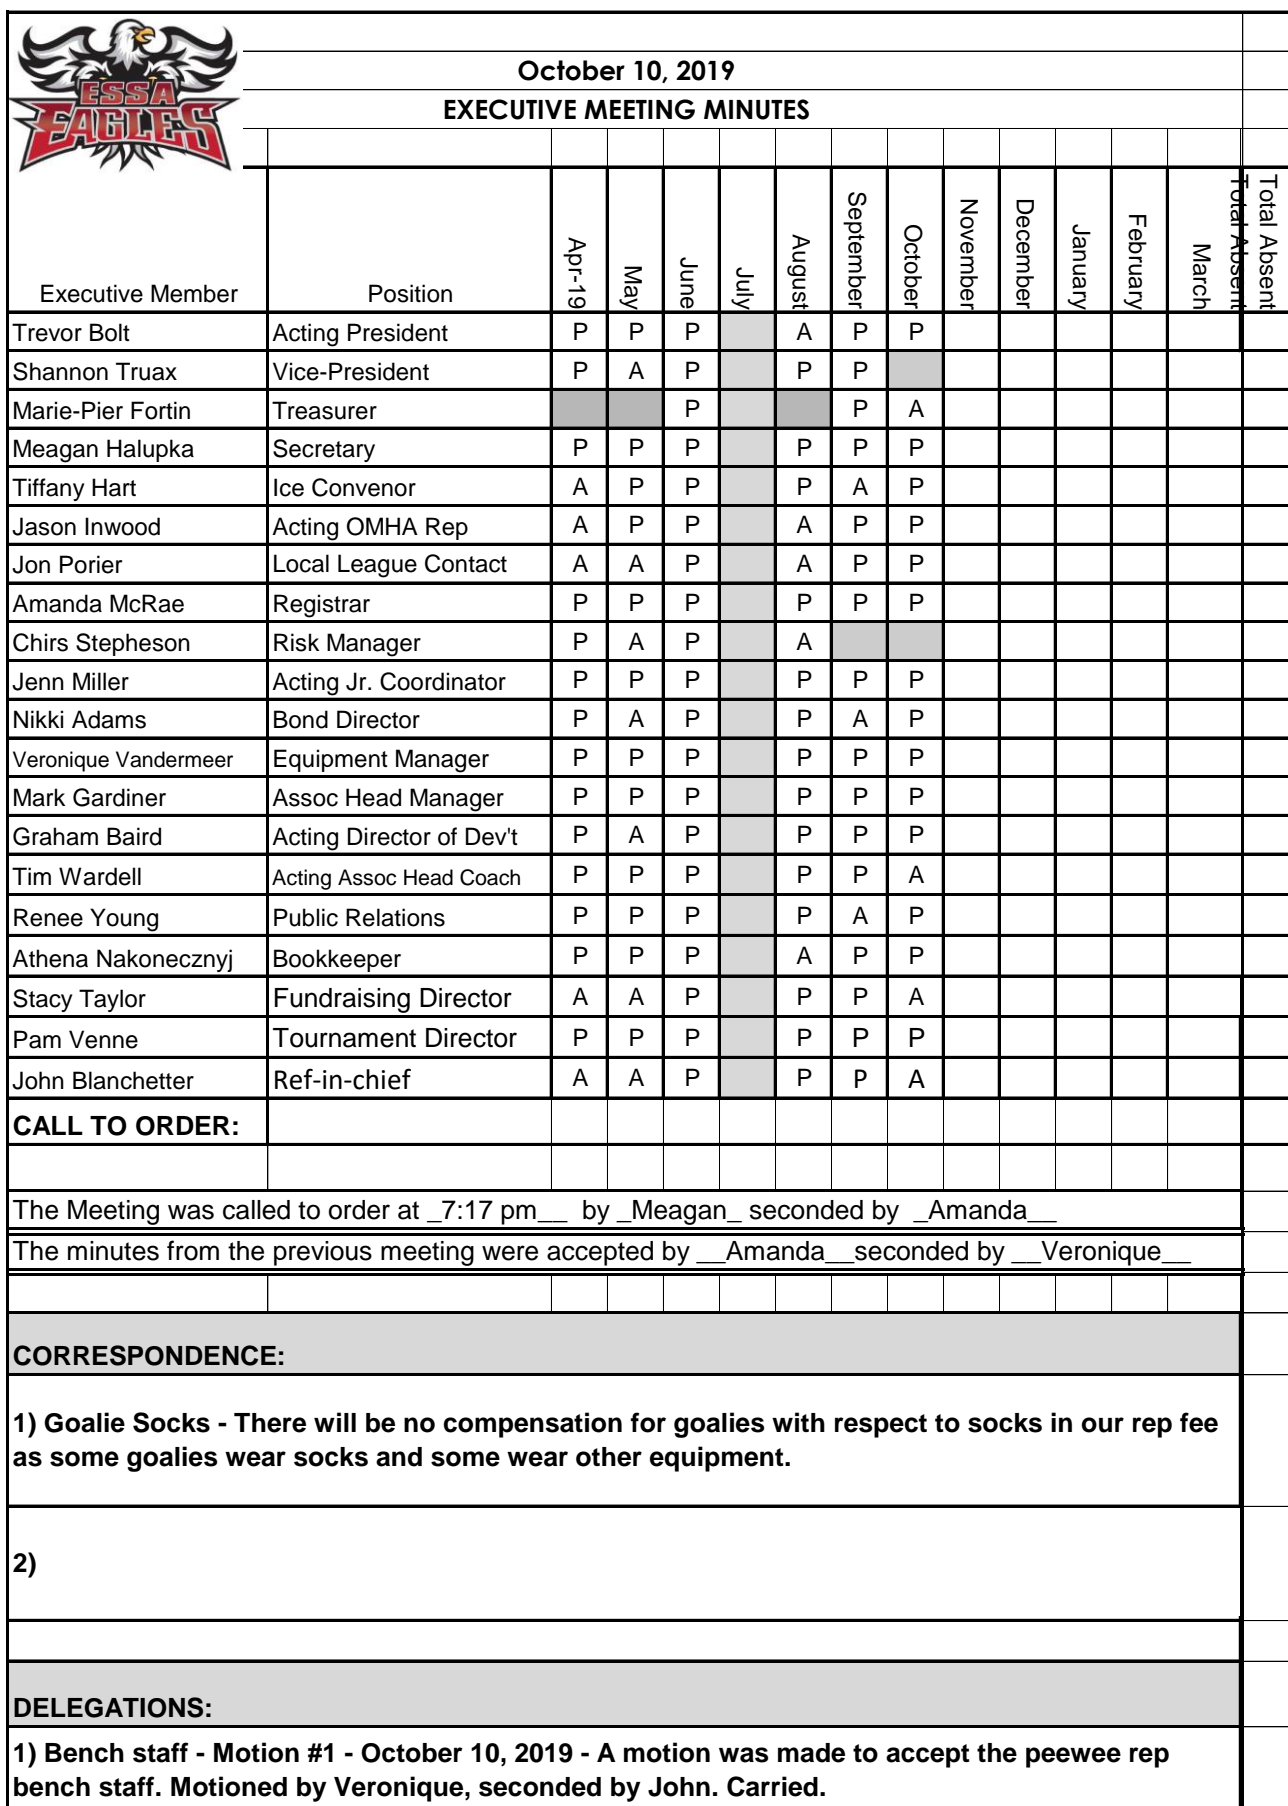 ESSA
EAGLES
October 10, 2019
EXECUTIVE MEETING MINUTES
Executive Member Position Apr-19 May June July August September October November December January February March Total Absent Total Absent
Trevor Bolt Acting President P P P A P P
Shannon Truax Vice-President P A P P P
Marie-Pier Fortin Treasurer P P A
Meagan Halupka Secretary P P P P P P
Tiffany Hart Ice Convenor A P P P A P
Jason Inwood Acting OMHA Rep A P P A P P
Jon Porier Local League Contact A A P A P P
Amanda McRae Registrar P P P P P P
Chirs Stepheson Risk Manager P A P A
Jenn Miller Acting Jr. Coordinator P P P P P P
Nikki Adams Bond Director P A P P A P
Veronique Vandermeer Equipment Manager P P P P P P
Mark Gardiner Assoc Head Manager P P P P P P
Graham Baird Acting Director of Dev't P A P P P P
Tim Wardell Acting Assoc Head Coach P P P P P A
Renee Young Public Relations P P P P A P
Athena Nakonecznyj Bookkeeper P P P A P P
Stacy Taylor Fundraising Director A A P P P A
Pam Venne Tournament Director P P P P P P
John Blanchetter Ref-in-chief A A P P P A
CALL TO ORDER:
The Meeting was called to order at _7:17 pm__ by _Meagan_ seconded by _Amanda__
The minutes from the previous meeting were accepted by __Amanda__seconded by __Veronique__
CORRESPONDENCE:
1) Goalie Socks - There will be no compensation for goalies with respect to socks in our rep fee
as some goalies wear socks and some wear other equipment.
2)
DELEGATIONS:
1) Bench staff - Motion #1 - October 10, 2019 - A motion was made to accept the peewee rep
bench staff. Motioned by Veronique, seconded by John. Carried.